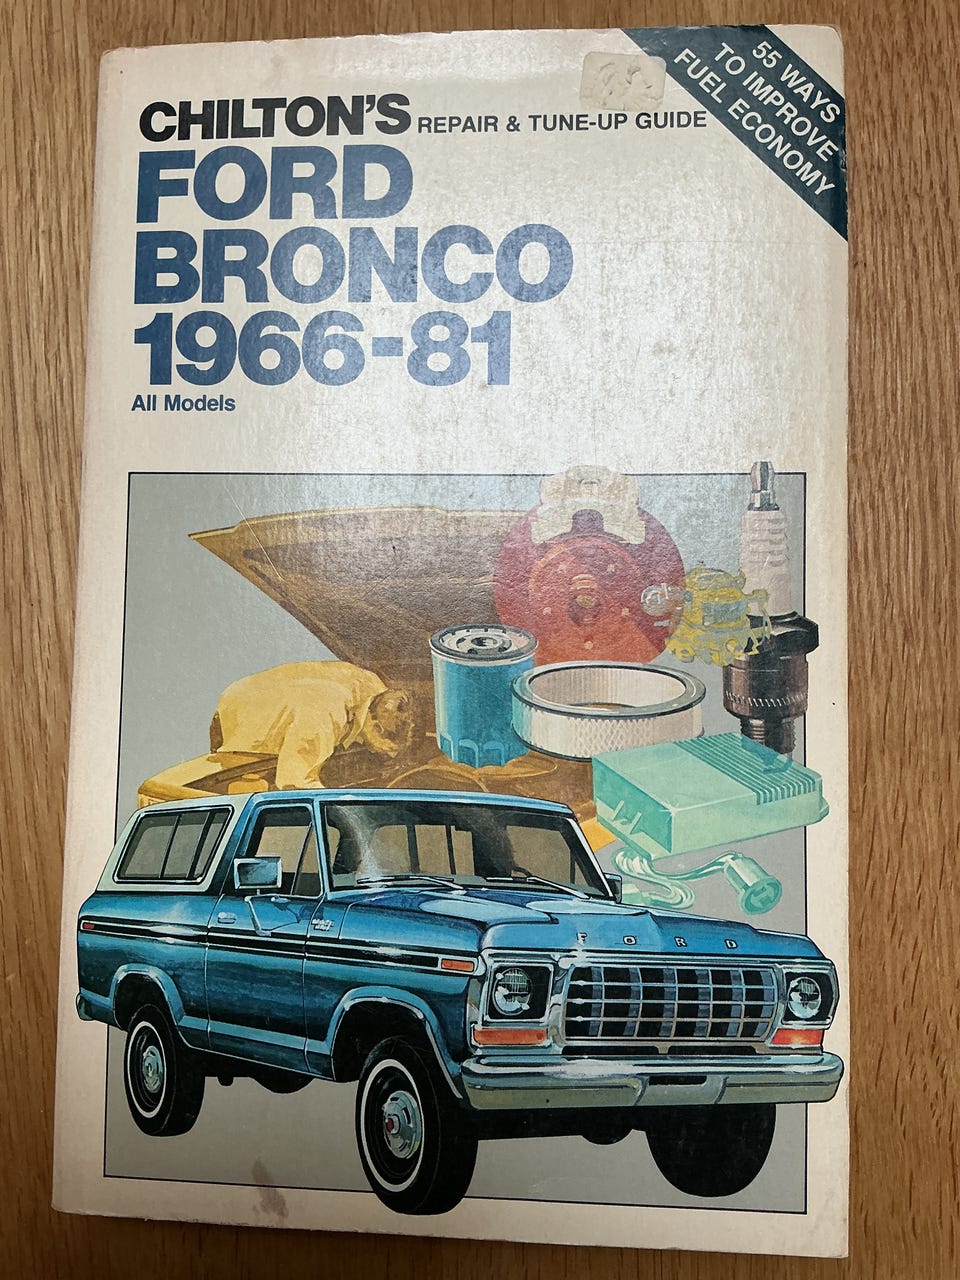 CHILTON'S REPAIR & TUNE-UP GUIDE
FORD
BRONCO
1966-81
All Models
55 WAYS
TO IMPROVE
FUEL ECONOMY
FORD